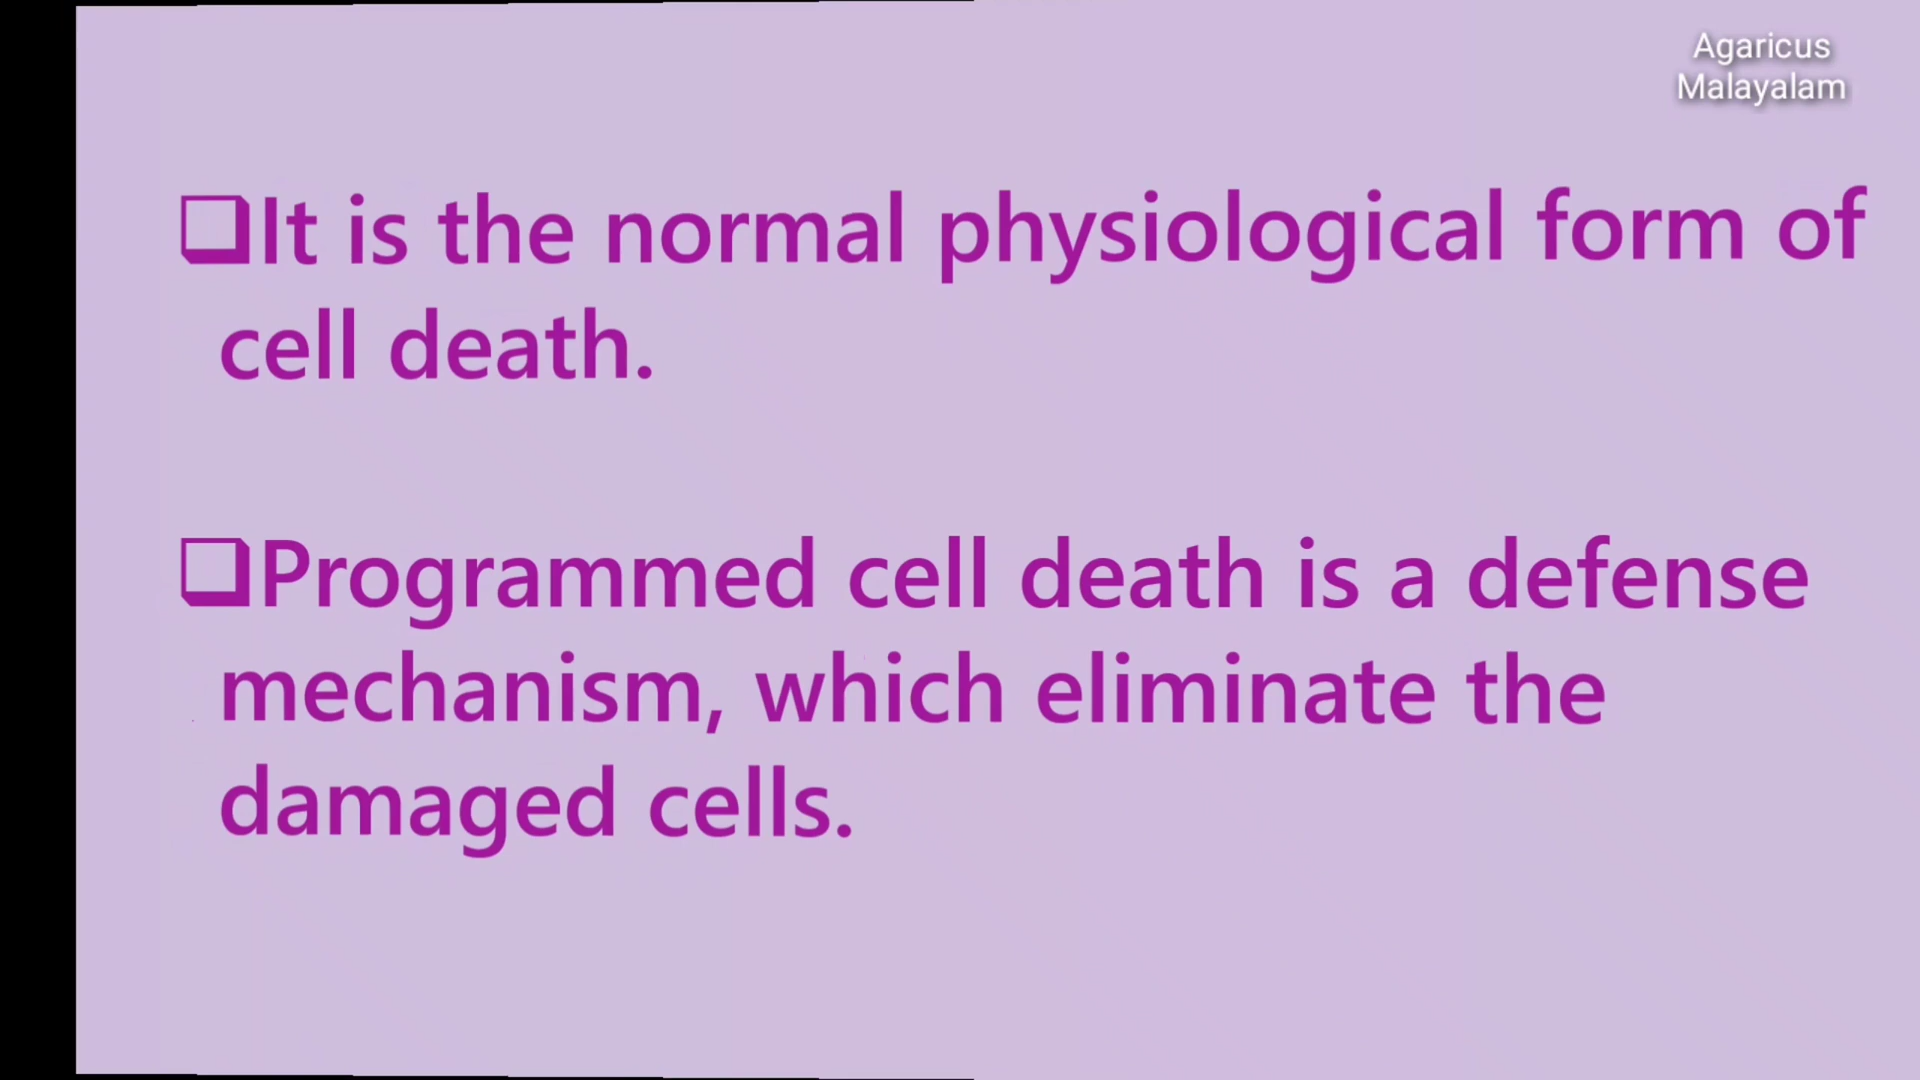 Agaricus
Malayalam
❑It is the normal physiological form of
cell death.
❑Programmed cell death is a defense
mechanism, which eliminate the
damaged cells.